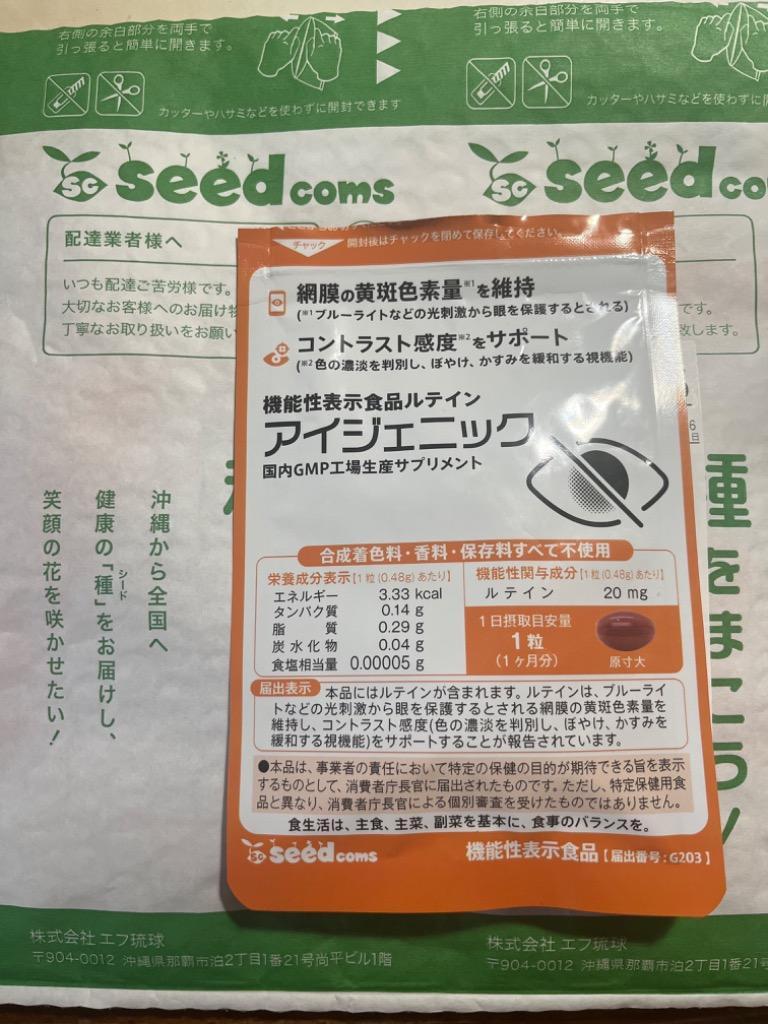 右側の余白部分を両手で
引っ張ると簡単に開きます。
カッターやハサミなどを使わずに開封できます
右側の余白部分を両
引っ張ると簡単に開きます。
カッターやハサミなどを使わずに
sc seed coms
sc seed co
配達業者様へ
いつも配達ご苦労様です。
大切なお客様へのお届け物
丁寧なお取り扱いをお願い
です。
致します。
チャック 開封後はチャックを閉めて保存してください。
網膜の黄斑色素量※1を維持
(※1ブルーライトなどの光刺激から眼を保護するとされる)
コントラスト感度※2をサポート
(※2色の濃淡を判別し、ぼやけ、かすみを緩和する視機能)
機能性表示食品ルテイン
アイジェニック
国内GMP工場生産サプリメント
合成着色料・香料・保存料すべて不使用
栄養成分表示【1粒(0.48g)あたり】
エネルギー 3.33 kcal
タンパク質 0.14 g
脂質 0.29 g
炭水化物 0.04 g
食塩相当量 0.00005 g
機能性関与成分【1粒(0.48g)あたり】
ルテイン 20 mg
1日摂取目安量
1粒
(1ヶ月分)
原寸大
届出表示 本品にはルテインが含まれます。ルテインは、ブルーライ
トなどの光刺激から眼を保護するとされる網膜の黄斑色素量を
維持し、コントラスト感度(色の濃淡を判別し、ぼやけ、かすみを
緩和する視機能)をサポートすることが報告されています。
●本品は、事業者の責任において特定の保健の目的が期待できる旨を表示
するものとして、消費者庁長官に届出されたものです。ただし、特定保健用食
品と異なり、消費者庁長官による個別審査を受けたものではありません。
食生活は、主食、主菜、副菜を基本に、食事のバランスを。
sc seed coms
機能性表示食品【届出番号:G203】
沖縄から全国へ
健康の「種」をお届けし、
シード
笑顔の花を咲かせたい!
種をまこう!
株式会社 エフ琉球
〒904-0012 沖縄県那覇市泊2丁目1番21号尚平ビル1階
株式会社 エフ琉球
〒904-0012 沖縄県那覇市泊2丁目1番21号